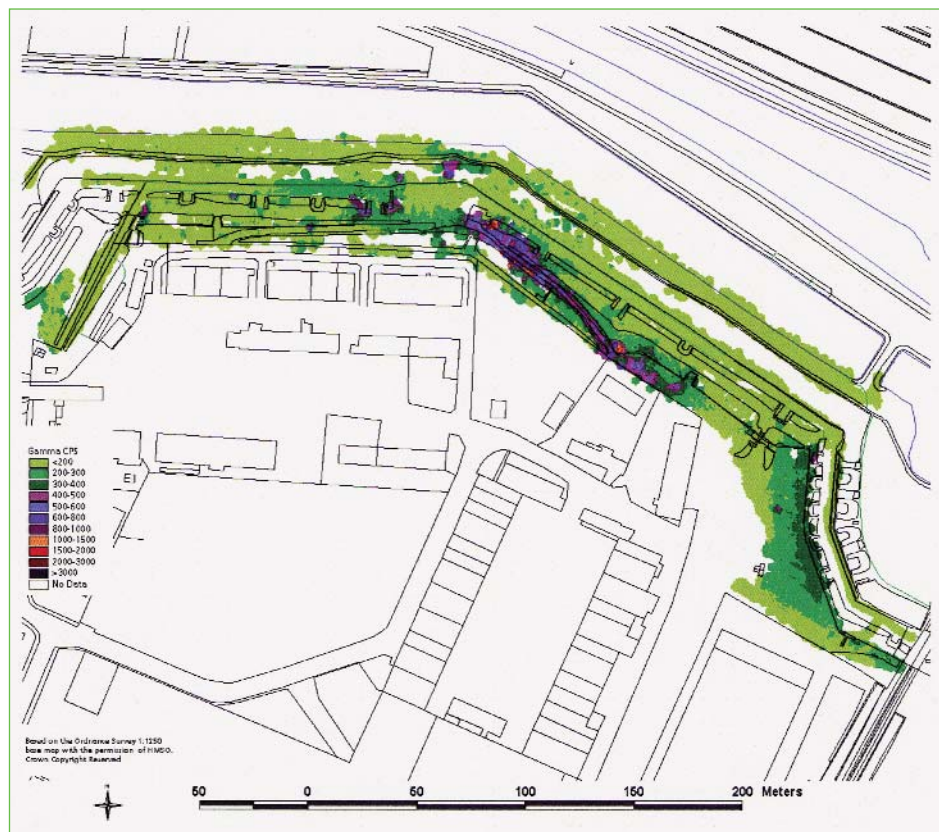 Gamma CPS
<200
200-300
300-400
400-500
500-600
600-800
800-1000
1000-1500
1500-2000
2000-3000
>3000
No Data
Based on the Ordnance Survey 1:1250
base map with the permission of HMSO.
Crown Copyright Reserved
N
50 0 50 100 150 200 Meters